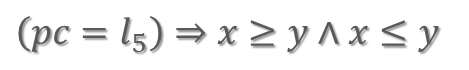 (pc = l₅) ⇒ x ≥ y ∧ x ≤ y